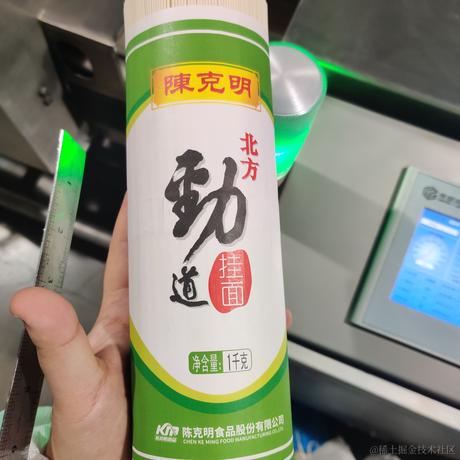 陳克明
北方
勁道
挂面
净含量: 1千克
陈克明食品股份有限公司
CHEN KE MING FOOD MANUFACTURING CO.,LTD
@稀土掘金技术社区